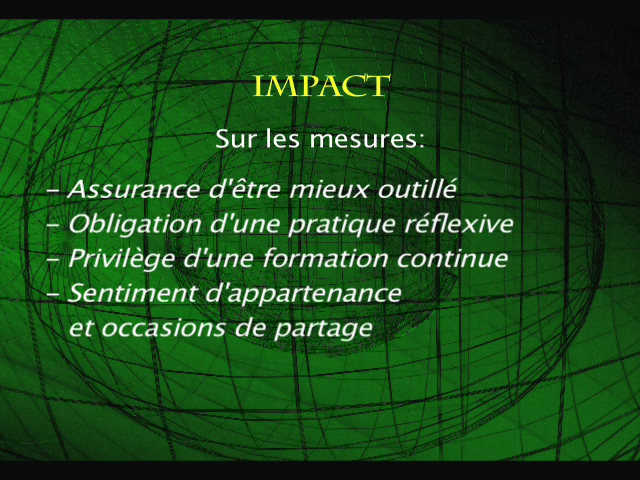 IMPACT
Sur les mesures:
– Assurance d'être mieux outillé
– Obligation d'une pratique réflexive
– Privilège d'une formation continue
– Sentiment d'appartenance
et occasions de partage